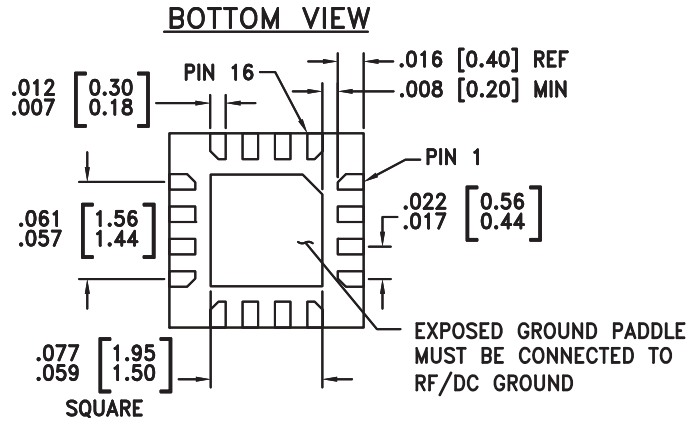 BOTTOM VIEW
.016 [0.40] REF
.008 [0.20] MIN
PIN 16
.012 [0.30]
.007 [0.18]
PIN 1
.022 [0.56]
.017 [0.44]
.061 [1.56]
.057 [1.44]
EXPOSED GROUND PADDLE
MUST BE CONNECTED TO
RF/DC GROUND
.077 [1.95]
.059 [1.50]
SQUARE